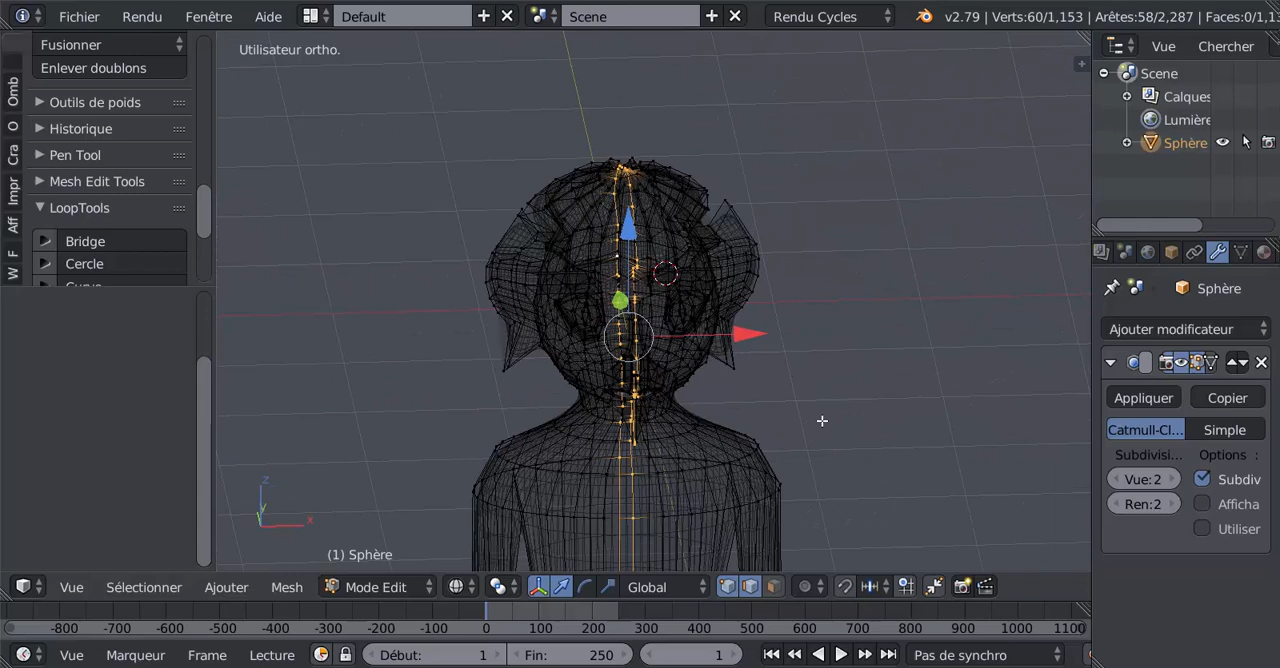 Fichier Rendu Fenêtre Aide Default Scene Rendu Cycles v2.79 | Verts:60/1,153 | Arêtes:58/2,287 | Faces:0/1,13
Fusionner
Enlever doublons
Outils de poids
Historique
Pen Tool
Mesh Edit Tools
LoopTools
Bridge
Cercle
Omb
O
Cra
Impr
Aff
F
W
Utilisateur ortho.
z
y
x
(1) Sphère
Vue Sélectionner Ajouter Mesh Mode Edit Global
-800 -700 -600 -500 -400 -300 -200 -100 0 100 200 300 400 500 600 700 800 900 1000 1100
Vue Marqueur Frame Lecture Début: 1 Fin: 250 1 Pas de synchro
Vue Chercher
Scene
Calques
Lumière
Sphère
Sphère
Ajouter modificateur
Appliquer Copier
Catmull-Cl... Simple
Subdivisi... Options :
Vue: 2 Subdiv
Ren: 2 Afficha
Utiliser